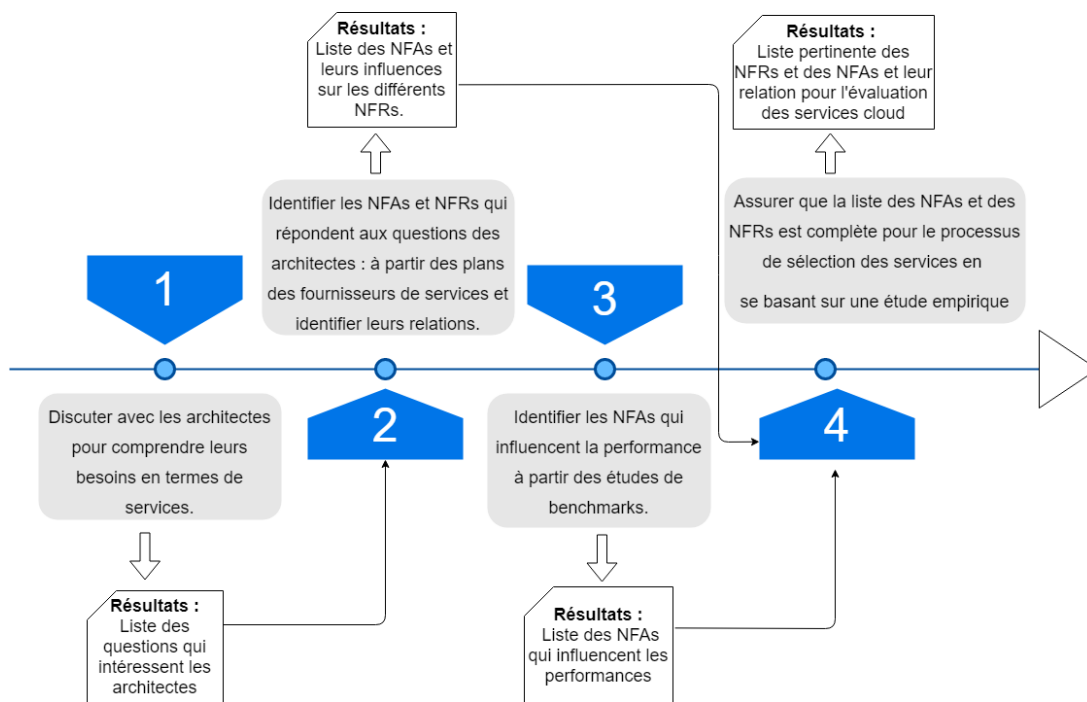 Résultats :
Liste des NFAs et
leurs influences
sur les différents
NFRs.
Résultats :
Liste pertinente des
NFRs et des NFAs et leur
relation pour l'évaluation
des services cloud
Identifier les NFAs et NFRs qui
répondent aux questions des
architectes : à partir des plans
des fournisseurs de services et
identifier leurs relations.
Assurer que la liste des NFAs et des
NFRs est complète pour le processus
de sélection des services en
se basant sur une étude empirique
1
3
2
4
Discuter avec les architectes
pour comprendre leurs
besoins en termes de
services.
Identifier les NFAs qui
influencent la performance
à partir des études de
benchmarks.
Résultats :
Liste des
questions qui
intéressent les
architectes
Résultats :
Liste des NFAs
qui influencent les
performances